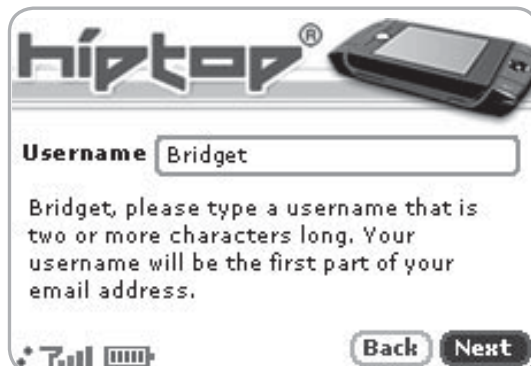 hiptop®
Username Bridget
Bridget, please type a username that is
two or more characters long. Your
username will be the first part of your
email address.
Back Next